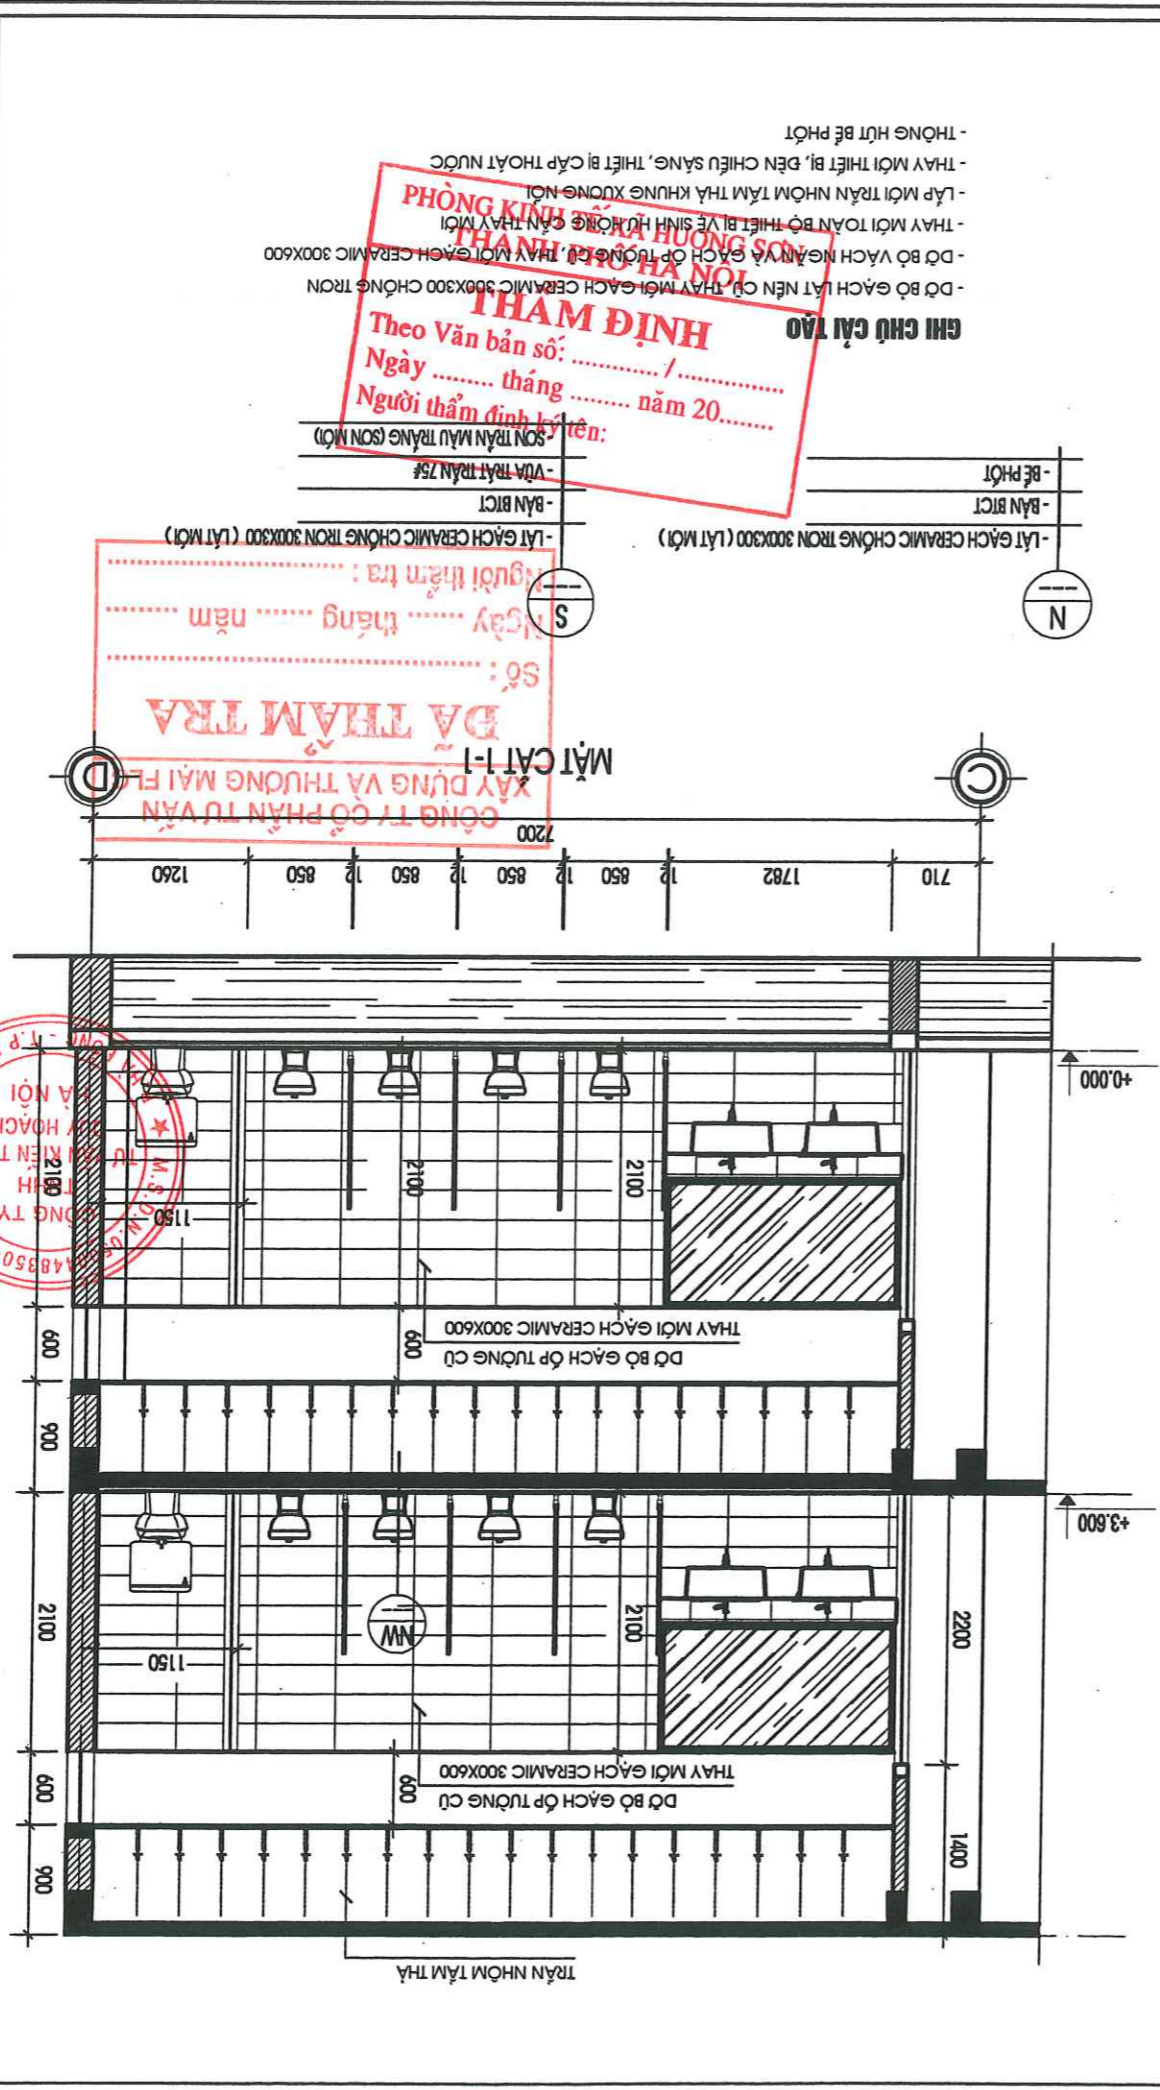 TRẦN NHÔM TẤM THẢ
900
600
2100
1400
2200
DỠ BỎ GẠCH ỐP TƯỜNG CŨ
THAY MỚI GẠCH CERAMIC 300X600
600
1150
2100
NW
---
+3.600
900
600
2100
DỠ BỎ GẠCH ỐP TƯỜNG CŨ
THAY MỚI GẠCH CERAMIC 300X600
600
1150
2100
2100
+0.000
710
1782
12
850
12
850
12
850
12
850
1260
7200
C
D
MẶT CẮT 1-1
N
---
- LÁT GẠCH CERAMIC CHỐNG TRƠN 300X300 ( LÁT MỚI )
- BẢN BTCT
- BỂ PHỐT
S
---
- LÁT GẠCH CERAMIC CHỐNG TRƠN 300X300 ( LÁT MỚI )
- BẢN BTCT
- VỮA TRÁT TRẦN 75#
- SƠN TRẦN MÀU TRẮNG (SƠN MỚI)
GHI CHÚ CẢI TẠO
- DỠ BỎ GẠCH LÁT NỀN CŨ THAY MỚI GẠCH CERAMIC 300X300 CHỐNG TRƠN
- DỠ BỎ VÁCH NGĂN VÀ GẠCH ỐP TƯỜNG CŨ, THAY MỚI GẠCH CERAMIC 300X600
- THAY MỚI TOÀN BỘ THIẾT BỊ VỆ SINH HƯ HỎNG CẦN THAY MỚI
- LẮP MỚI TRẦN NHÔM TẤM THẢ KHUNG XƯƠNG NỔI
- THAY MỚI THIẾT BỊ, ĐÈN CHIẾU SÁNG, THIẾT BỊ CẤP THOÁT NƯỚC
- THÔNG HÚT BỂ PHỐT
CÔNG TY CỔ PHẦN TƯ VẤN
XÂY DỰNG VÀ THƯƠNG MẠI
ĐÃ THẨM TRA
Số : ........................
Ngày ....... tháng ....... năm .........
Người thẩm tra : ........................
PHÒNG KINH TẾ XÃ HƯƠNG SƠN
THÀNH PHỐ HÀ NỘI
THẨM ĐỊNH
Theo Văn bản số: ............ / ..............
Ngày ........ tháng ........ năm 20........
Người thẩm định ký tên:
M.S.D.N
CÔNG TY
TNHH
HÀ NỘI